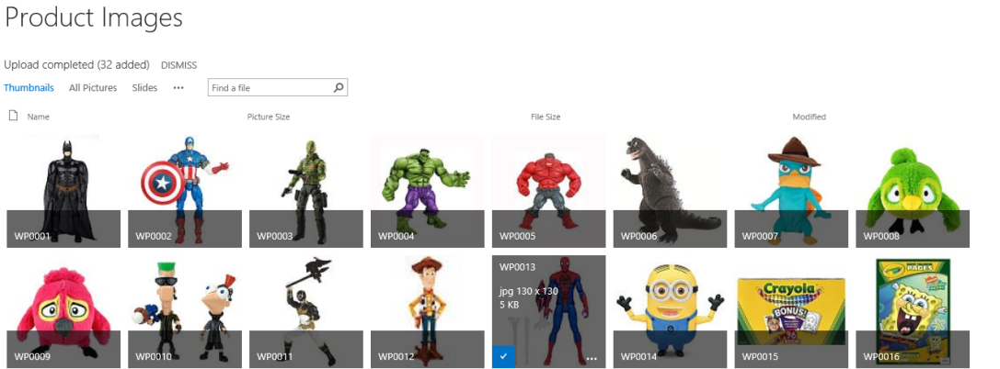 Product Images
Upload completed (32 added) DISMISS
Thumbnails All Pictures Slides ••• Find a file
Name Picture Size File Size Modified
WP0001 WP0002 WP0003 WP0004 WP0005 WP0006 WP0007 WP0008
WP0013
jpg 130 x 130
5 KB
Crayola
BONUS!
PAGES
WP0009 WP0010 WP0011 WP0012 ... WP0014 WP0015 WP0016